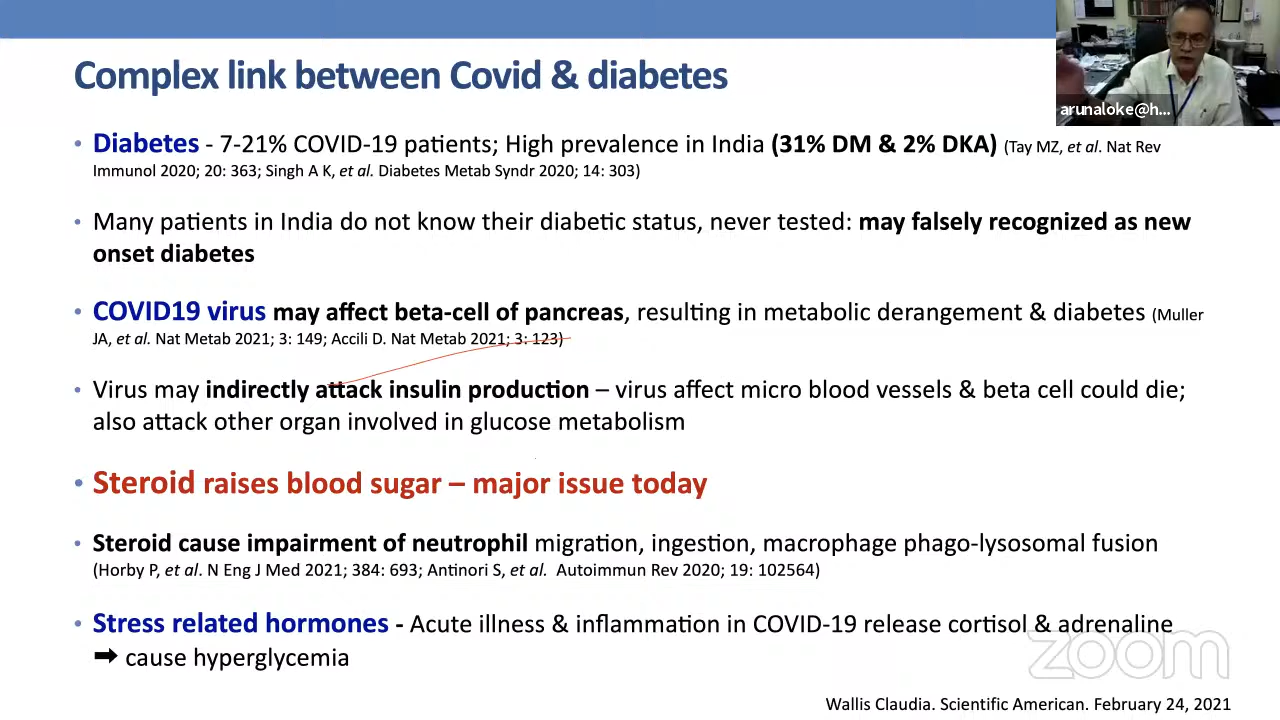 Complex link between Covid & diabetes
arunaloke@h...
• Diabetes - 7-21% COVID-19 patients; High prevalence in India (31% DM & 2% DKA) (Tay MZ, et al. Nat Rev
Immunol 2020; 20: 363; Singh A K, et al. Diabetes Metab Syndr 2020; 14: 303)
• Many patients in India do not know their diabetic status, never tested: may falsely recognized as new
onset diabetes
• COVID19 virus may affect beta-cell of pancreas, resulting in metabolic derangement & diabetes (Muller
JA, et al. Nat Metab 2021; 3: 149; Accili D. Nat Metab 2021; 3: 123)
• Virus may indirectly attack insulin production – virus affect micro blood vessels & beta cell could die;
also attack other organ involved in glucose metabolism
• Steroid raises blood sugar – major issue today
• Steroid cause impairment of neutrophil migration, ingestion, macrophage phago-lysosomal fusion
(Horby P, et al. N Eng J Med 2021; 384: 693; Antinori S, et al. Autoimmun Rev 2020; 19: 102564)
• Stress related hormones - Acute illness & inflammation in COVID-19 release cortisol & adrenaline
➡ cause hyperglycemia
zoom
Wallis Claudia. Scientific American. February 24, 2021